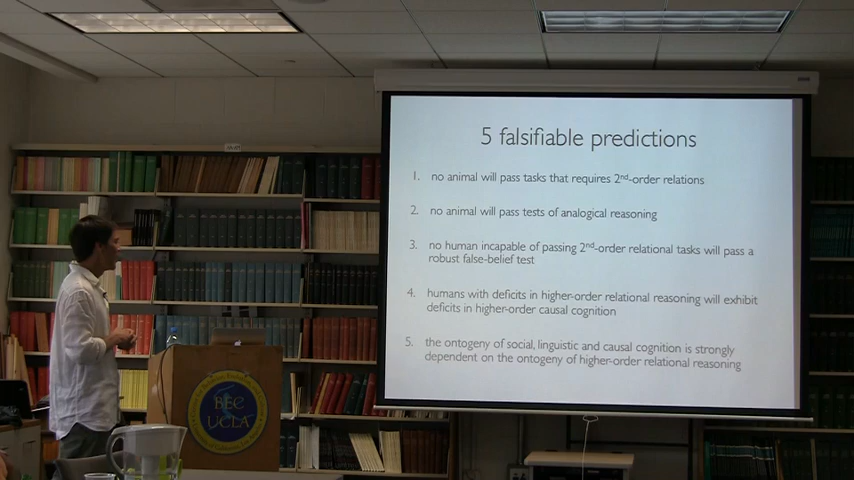 5 falsifiable predictions
1. no animal will pass tasks that requires 2nd-order relations
2. no animal will pass tests of analogical reasoning
3. no human incapable of passing 2nd-order relational tasks will pass a
robust false-belief test
4. humans with deficits in higher-order relational reasoning will exhibit
deficits in higher-order causal cognition
5. the ontogeny of social, linguistic and causal cognition is strongly
dependent on the ontogeny of higher-order relational reasoning
BEC
UCLA